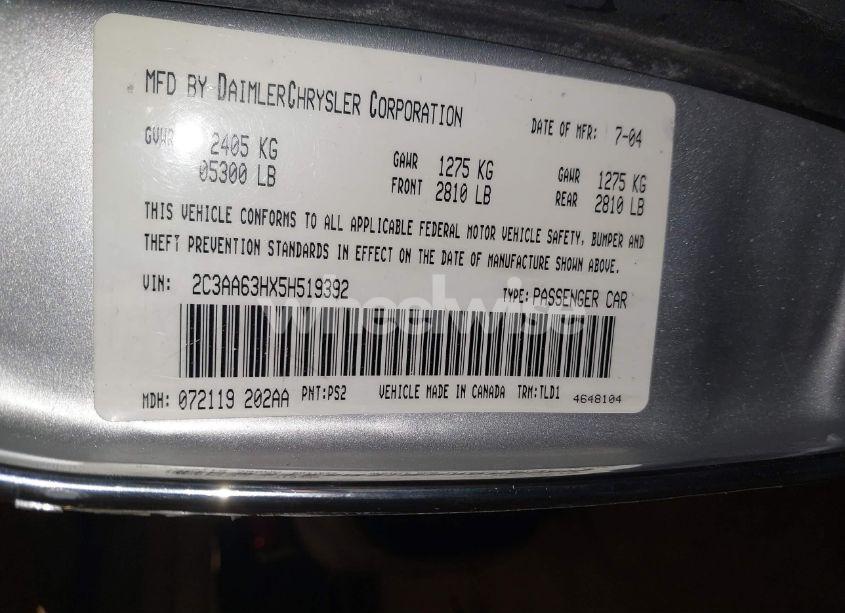 MFD BY DAIMLERCHRYSLER CORPORATION
DATE OF MFR: 7-04
GVWR 2405 KG
05300 LB
GAWR FRONT 1275 KG
2810 LB
GAWR REAR 1275 KG
2810 LB
THIS VEHICLE CONFORMS TO ALL APPLICABLE FEDERAL MOTOR VEHICLE SAFETY, BUMPER AND
THEFT PREVENTION STANDARDS IN EFFECT ON THE DATE OF MANUFACTURE SHOWN ABOVE.
VIN: 2C3AA63HX5H519392
TYPE: PASSENGER CAR
wheelwise
MDH: 072119 202AA PNT:PS2 VEHICLE MADE IN CANADA TRM:TLD1 4648104